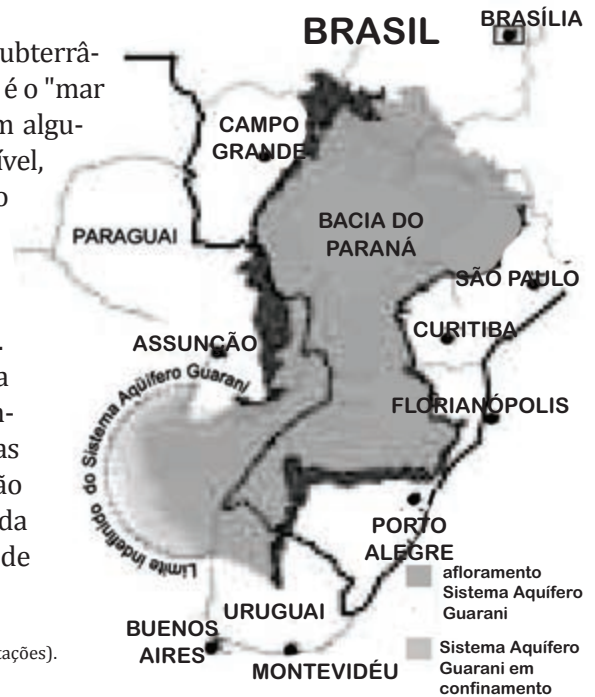 ubterrâ-
é o "mar
m algu-
ível,
o
.
a
n-
as
ão
da
de
tações).
BRASIL
BRASÍLIA
CAMPO
GRANDE
PARAGUAI
BACIA DO
PARANÁ
SÃO PAULO
CURITIBA
ASSUNÇÃO
Limite Indefinido do Sistema Aqüífero Guarani
FLORIANÓPOLIS
PORTO
ALEGRE
URUGUAI
BUENOS
AIRES
MONTEVIDÉU
afloramento
Sistema Aquífero
Guarani
Sistema Aquífero
Guarani em
confinamento